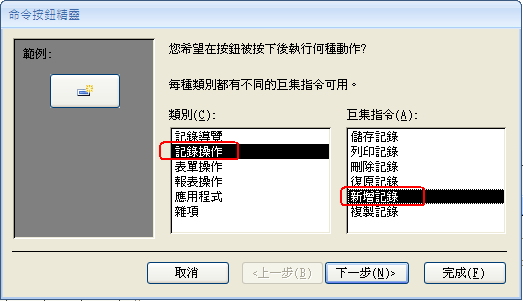 命令按鈕精靈
範例:
您希望在按鈕被按下後執行何種動作?
每種類別都有不同的巨集指令可用。
類別(C):
記錄導覽
記錄操作
表單操作
報表操作
應用程式
雜項
巨集指令(A):
儲存記錄
列印記錄
刪除記錄
復原記錄
新增記錄
複製記錄
取消
<上一步(B)
下一步(N)>
完成(F)